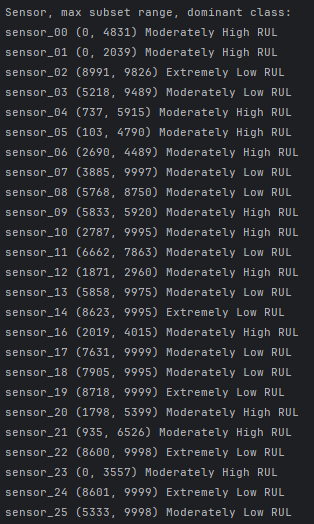 Sensor, max subset range, dominant class:
sensor_00 (0, 4831) Moderately High RUL
sensor_01 (0, 2039) Moderately High RUL
sensor_02 (8991, 9826) Extremely Low RUL
sensor_03 (5218, 9489) Moderately Low RUL
sensor_04 (737, 5915) Moderately High RUL
sensor_05 (103, 4790) Moderately High RUL
sensor_06 (2690, 4489) Moderately High RUL
sensor_07 (3885, 9997) Moderately Low RUL
sensor_08 (5768, 8750) Moderately Low RUL
sensor_09 (5833, 5920) Moderately High RUL
sensor_10 (2787, 9995) Moderately High RUL
sensor_11 (6662, 7863) Moderately Low RUL
sensor_12 (1871, 2960) Moderately High RUL
sensor_13 (5858, 9975) Moderately Low RUL
sensor_14 (8623, 9995) Extremely Low RUL
sensor_16 (2019, 4015) Moderately High RUL
sensor_17 (7631, 9999) Moderately Low RUL
sensor_18 (7905, 9995) Moderately Low RUL
sensor_19 (8718, 9999) Extremely Low RUL
sensor_20 (1798, 5399) Moderately High RUL
sensor_21 (935, 6526) Moderately High RUL
sensor_22 (8600, 9998) Extremely Low RUL
sensor_23 (0, 3557) Moderately High RUL
sensor_24 (8601, 9999) Extremely Low RUL
sensor_25 (5333, 9998) Moderately Low RUL